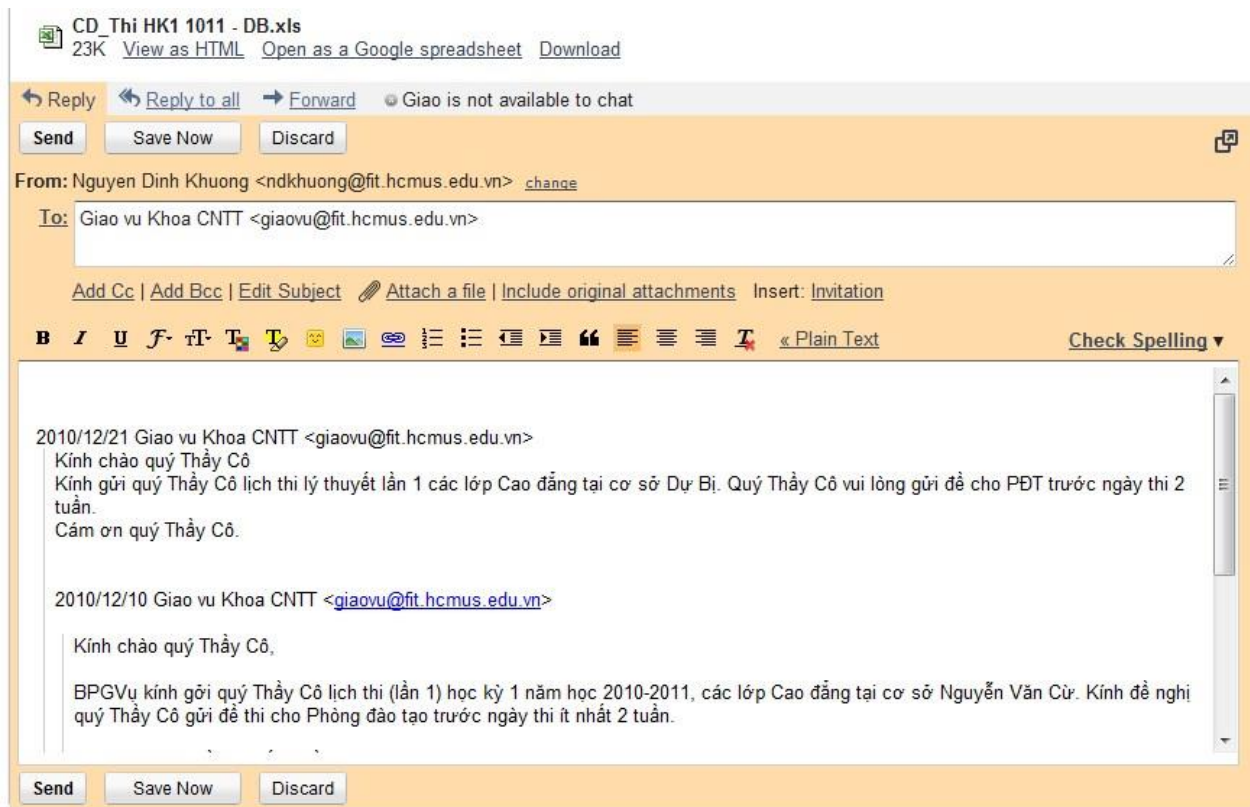 CD_Thi HK1 1011 - DB.xls
23K View as HTML Open as a Google spreadsheet Download
Reply Reply to all Forward Giao is not available to chat
Send Save Now Discard
From: Nguyen Dinh Khuong <ndkhuong@fit.hcmus.edu.vn> change
To: Giao vu Khoa CNTT <giaovu@fit.hcmus.edu.vn>
Add Cc | Add Bcc | Edit Subject Attach a file | Include original attachments Insert: Invitation
B I U F T T T T « Plain Text Check Spelling ▼
2010/12/21 Giao vu Khoa CNTT <giaovu@fit.hcmus.edu.vn>
Kính chào quý Thầy Cô
Kính gửi quý Thầy Cô lịch thi lý thuyết lần 1 các lớp Cao đẳng tại cơ sở Dự Bị. Quý Thầy Cô vui lòng gửi đề cho PĐT trước ngày thi 2
tuần.
Cám ơn quý Thầy Cô.
2010/12/10 Giao vu Khoa CNTT <giaovu@fit.hcmus.edu.vn>
Kính chào quý Thầy Cô,
BPGVụ kính gởi quý Thầy Cô lịch thi (lần 1) học kỳ 1 năm học 2010-2011, các lớp Cao đẳng tại cơ sở Nguyễn Văn Cừ. Kính đề nghị
quý Thầy Cô gửi đề thi cho Phòng đào tạo trước ngày thi ít nhất 2 tuần.
Send Save Now Discard